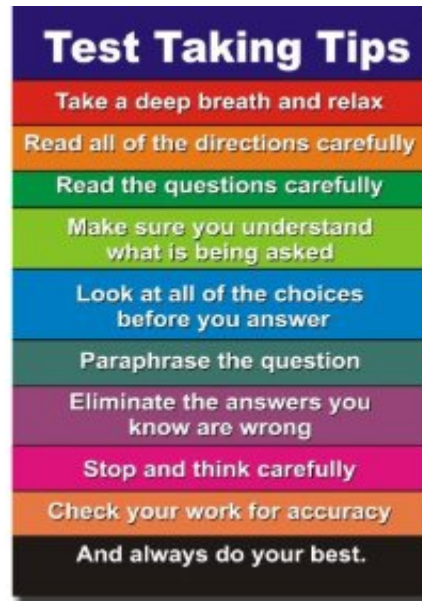 Test Taking Tips
Take a deep breath and relax
Read all of the directions carefully
Read the questions carefully
Make sure you understand
what is being asked
Look at all of the choices
before you answer
Paraphrase the question
Eliminate the answers you
know are wrong
Stop and think carefully
Check your work for accuracy
And always do your best.